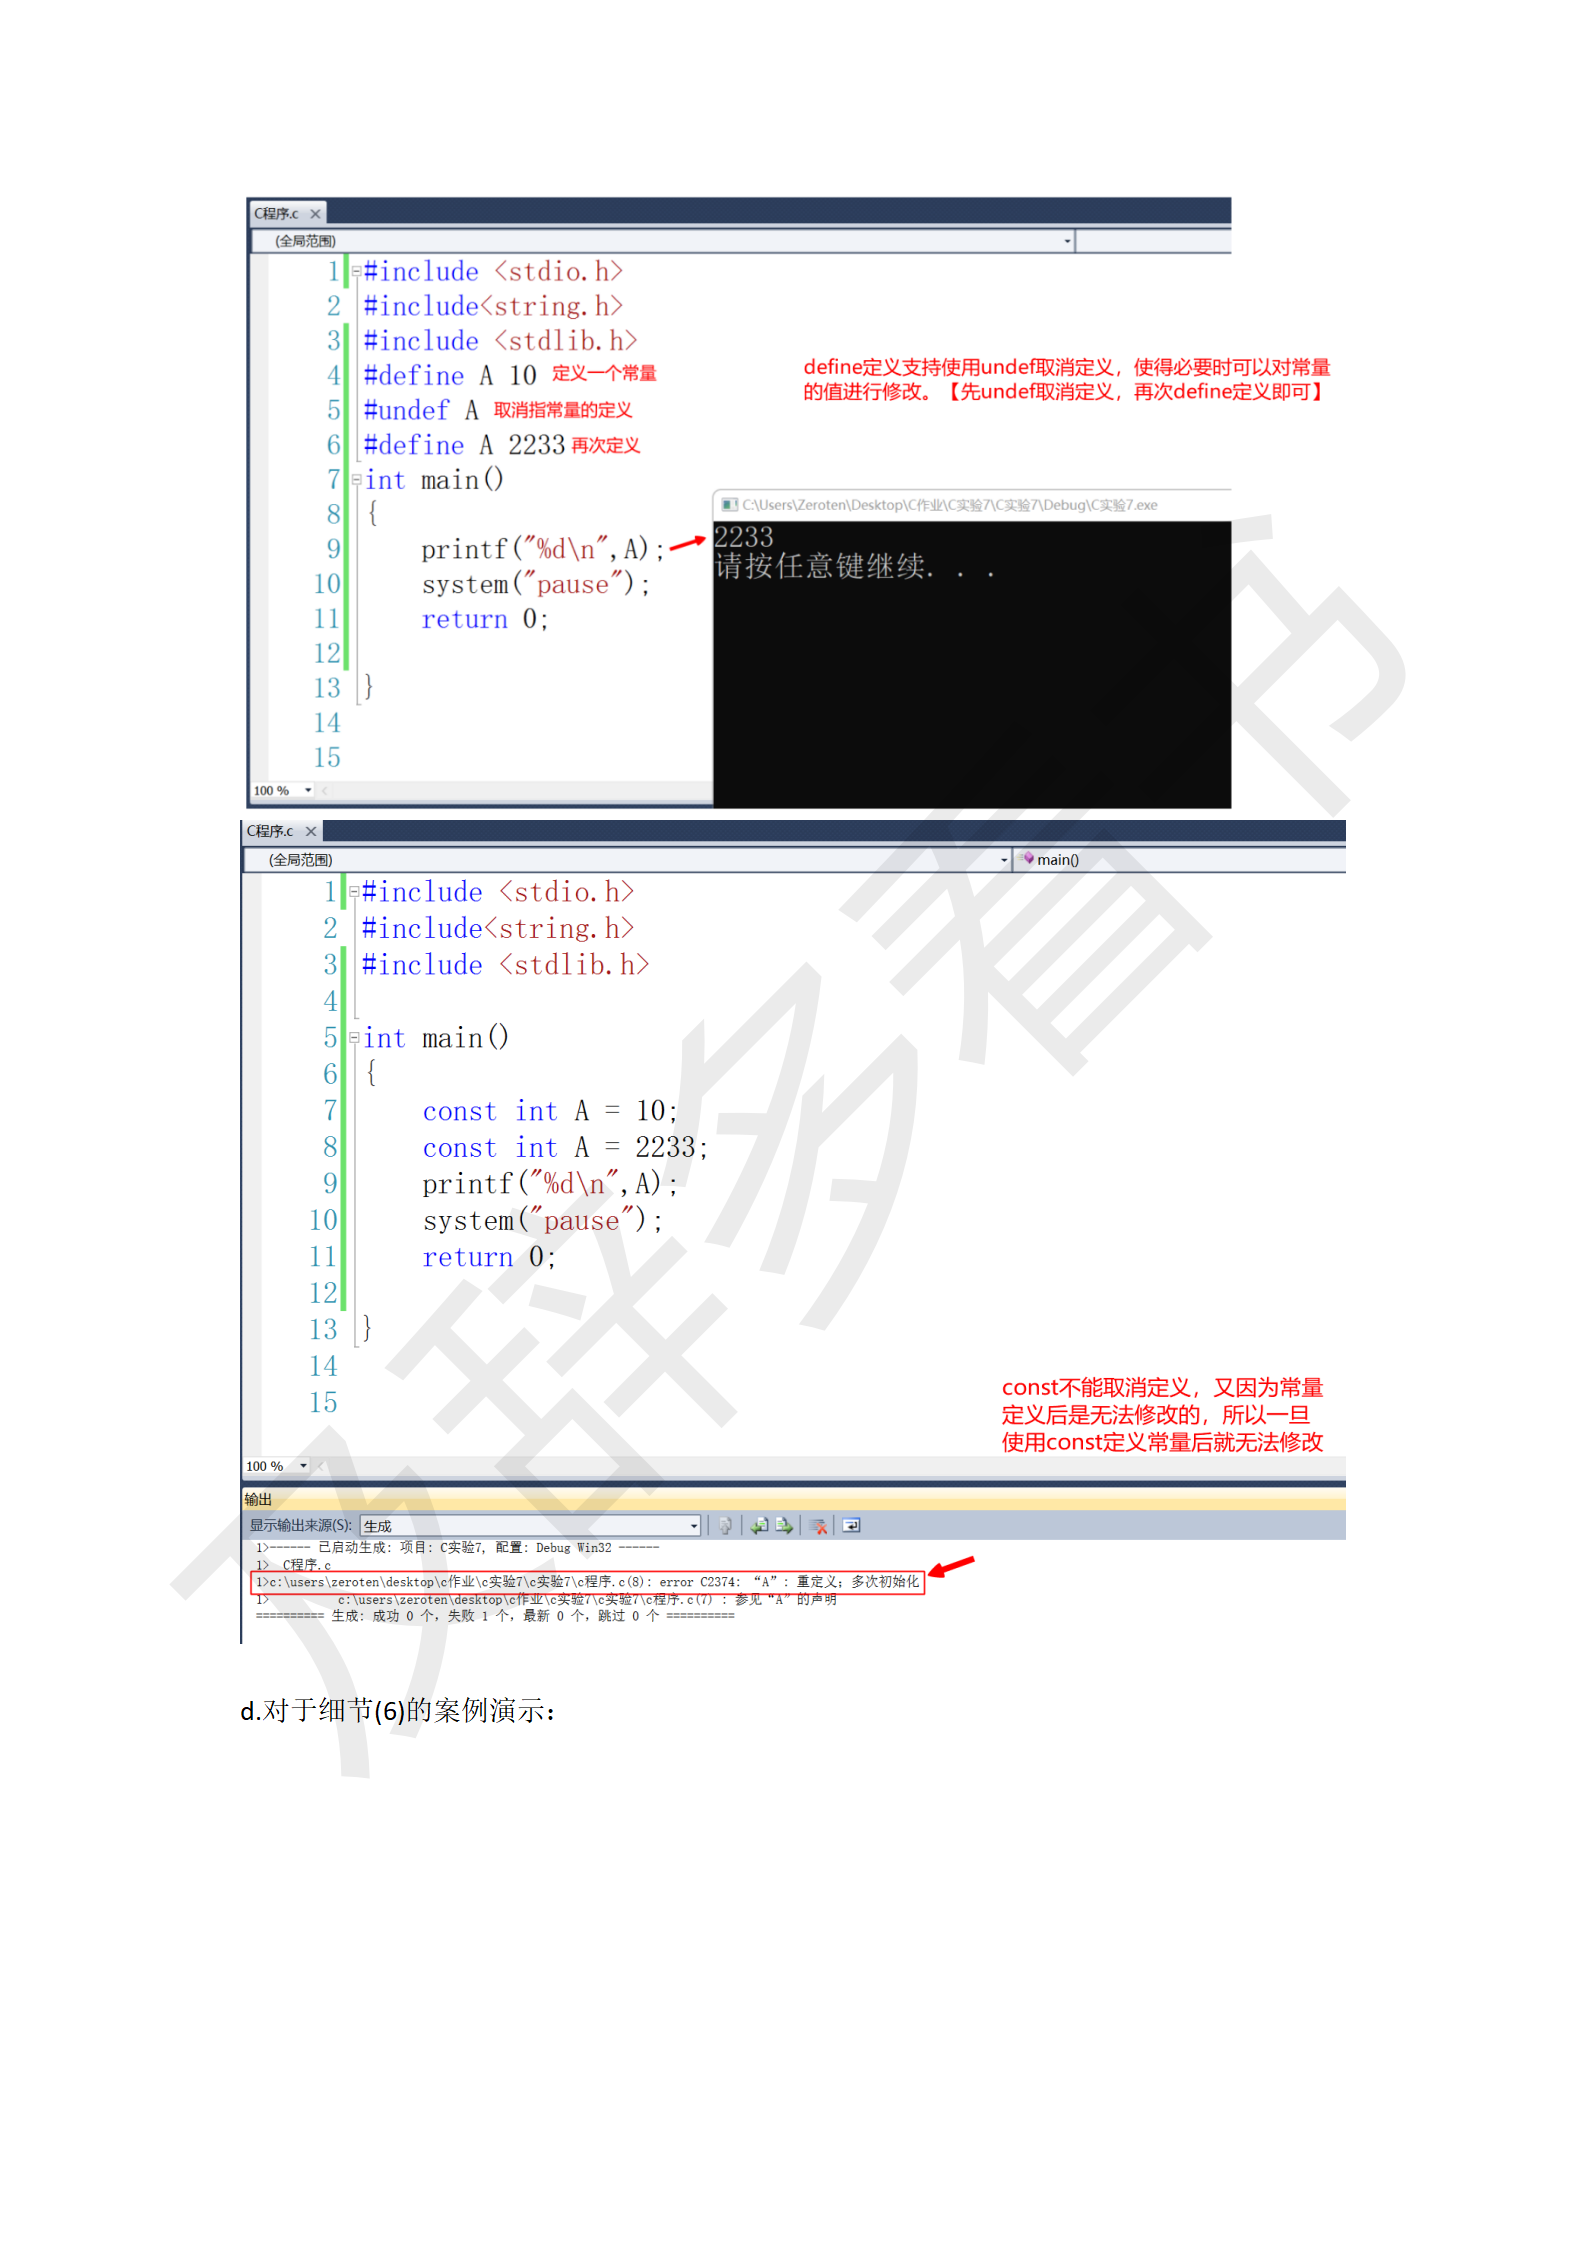 C程序.c
(全局范围)
1 #include <stdio.h>
2 #include<string.h>
3 #include <stdlib.h>
4 #define A 10 定义一个常量
5 #undef A 取消指常量的定义
6 #define A 2233 再次定义
define定义支持使用undef取消定义，使得必要时可以对常量
的值进行修改。【先undef取消定义，再次define定义即可】
7 int main()
8 {
9 printf("%d\n",A);
10 system("pause");
11 return 0;
12
13 }
14
15
100 %
C:\Users\Zeroten\Desktop\C作业\C实验7\C实验7\Debug\C实验7.exe
2233
请按任意键继续. . .
C程序.c
(全局范围) main()
1 #include <stdio.h>
2 #include<string.h>
3 #include <stdlib.h>
4
5 int main()
6 {
7 const int A = 10;
8 const int A = 2233;
9 printf("%d\n",A);
10 system("pause");
11 return 0;
12
13 }
14
15
const不能取消定义，又因为常量
定义后是无法修改的，所以一旦
使用const定义常量后就无法修改
100 %
输出
显示输出来源(S): 生成
1>------ 已启动生成: 项目: C实验7, 配置: Debug Win32 ------
1> C程序.c
1>c:\users\zeroten\desktop\c作业\c实验7\c实验7\c程序.c(8): error C2374: “A”: 重定义；多次初始化
1> c:\users\zeroten\desktop\c作业\c实验7\c实验7\c程序.c(7) : 参见“A”的声明
========== 生成: 成功 0 个，失败 1 个，最新 0 个，跳过 0 个 ==========
d.对于细节(6)的案例演示：
及辞多看书